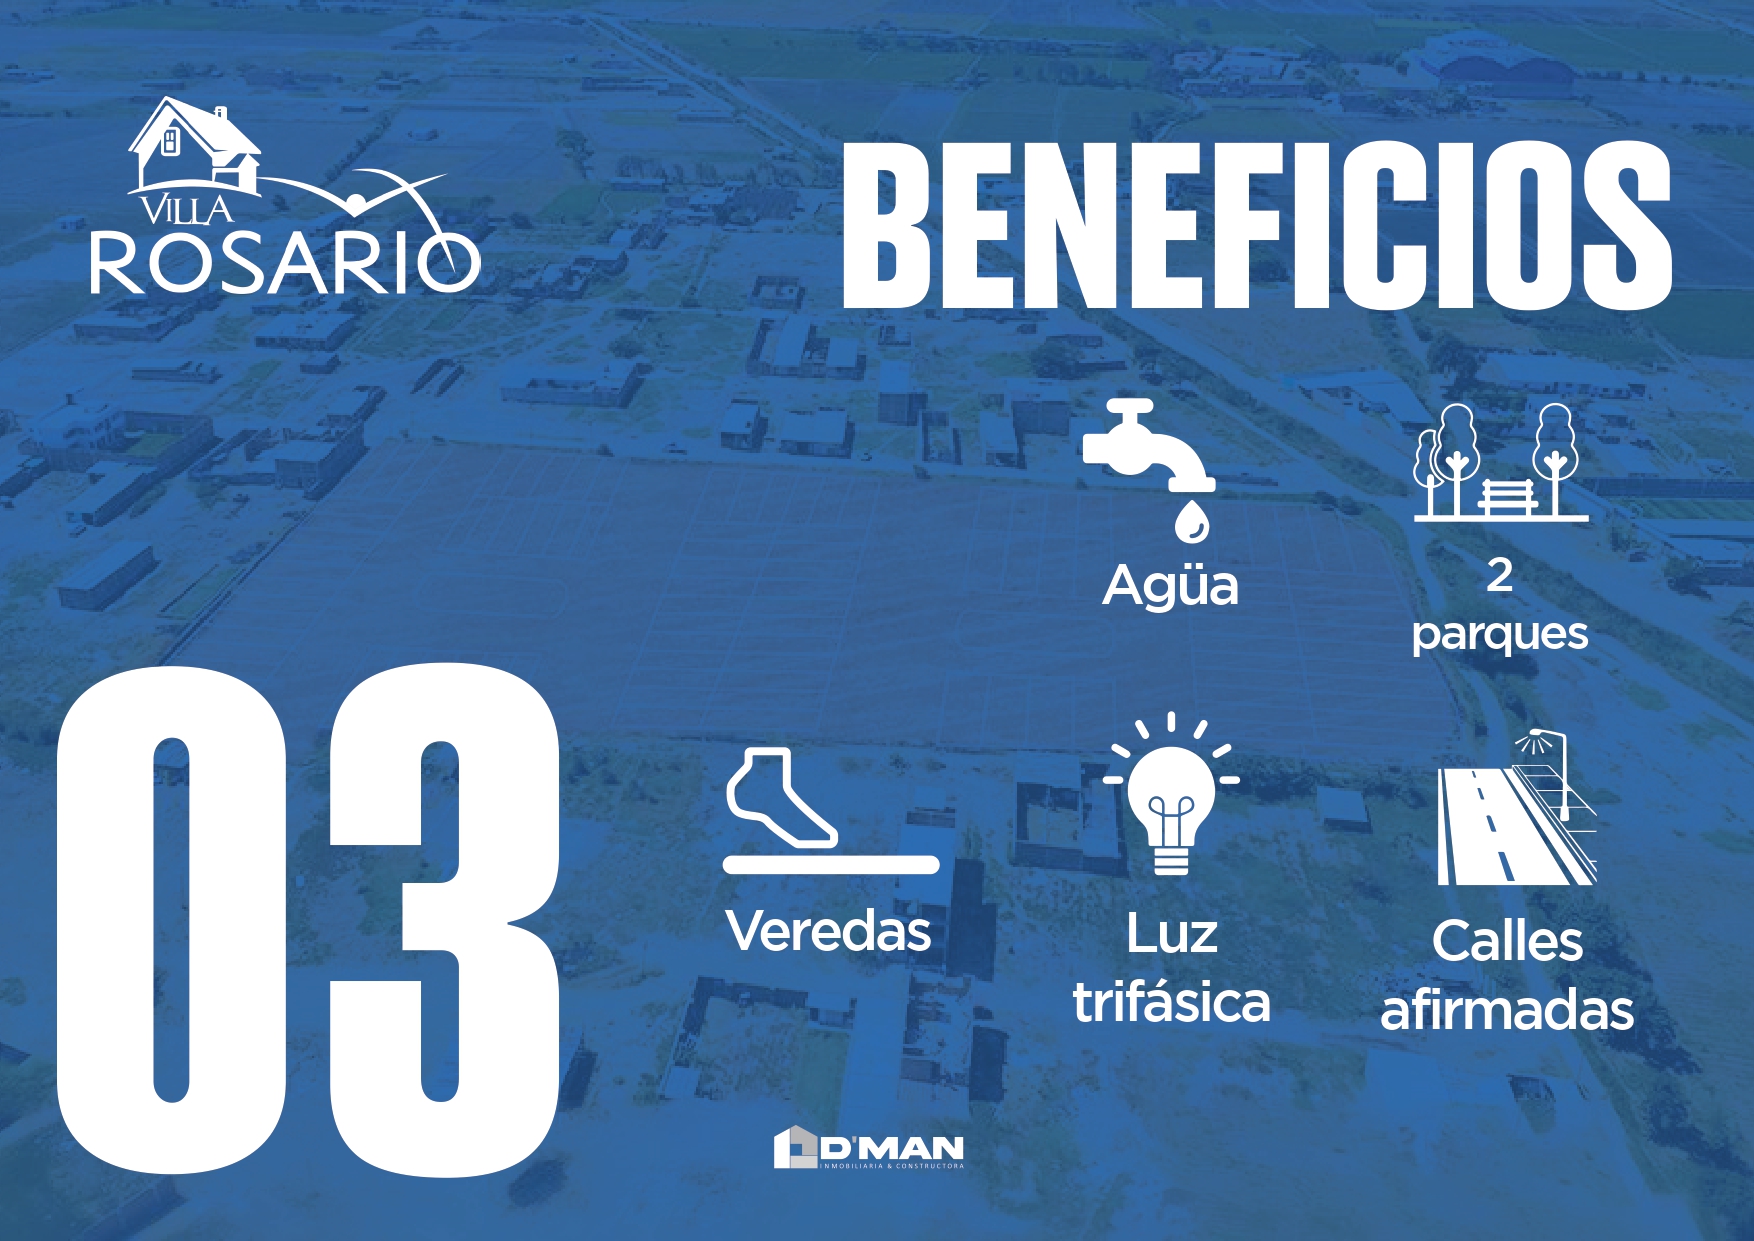 VILLA
ROSARIO
BENEFICIOS
Agüa
2
parques
03
Veredas
Luz
trifásica
Calles
afirmadas
D'MAN
INMOBILIARIA & CONSTRUCTORA